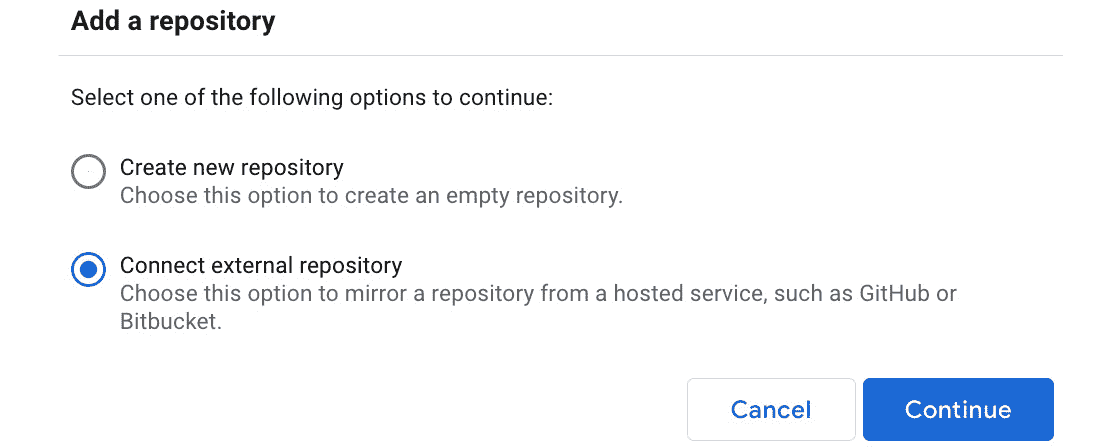 Add a repository
Select one of the following options to continue:
Create new repository
Choose this option to create an empty repository.
Connect external repository
Choose this option to mirror a repository from a hosted service, such as GitHub or
Bitbucket.
Cancel
Continue